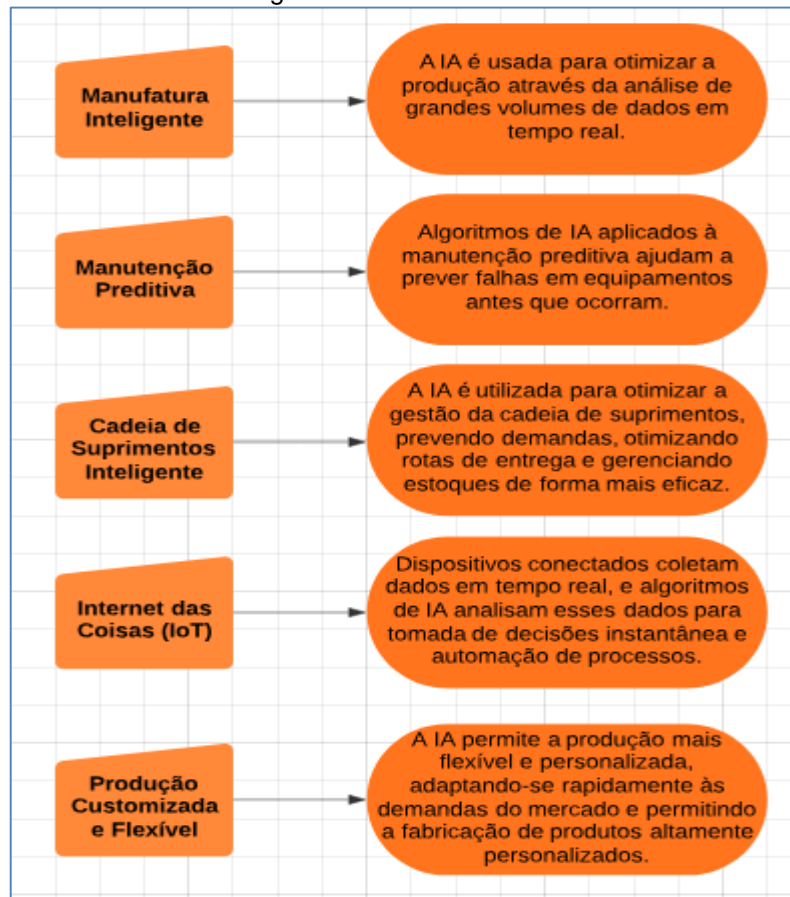 Manufatura
Inteligente
A IA é usada para otimizar a
produção através da análise de
grandes volumes de dados em
tempo real.
Manutenção
Preditiva
Algoritmos de IA aplicados à
manutenção preditiva ajudam a
prever falhas em equipamentos
antes que ocorram.
Cadeia de
Suprimentos
Inteligente
A IA é utilizada para otimizar a
gestão da cadeia de suprimentos,
prevendo demandas, otimizando
rotas de entrega e gerenciando
estoques de forma mais eficaz.
Internet das
Coisas (IoT)
Dispositivos conectados coletam
dados em tempo real, e algoritmos
de IA analisam esses dados para
tomada de decisões instantânea e
automação de processos.
Produção
Customizada
e Flexível
A IA permite a produção mais
flexível e personalizada,
adaptando-se rapidamente às
demandas do mercado e permitindo
a fabricação de produtos altamente
personalizados.